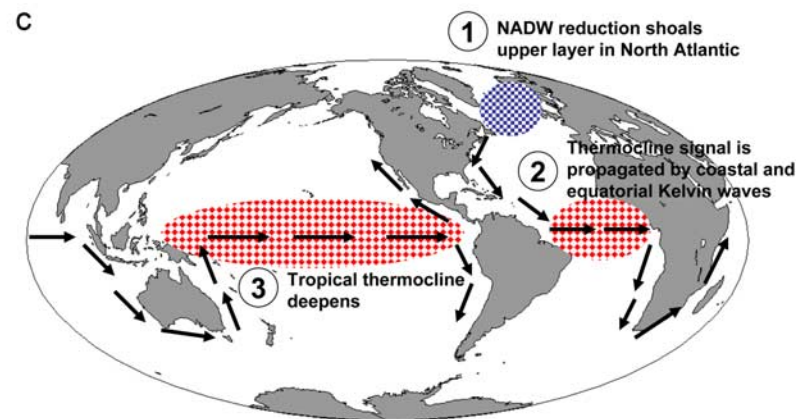 C
1 NADW reduction shoals
upper layer in North Atlantic
2 Thermocline signal is
propagated by coastal and
equatorial Kelvin waves
3 Tropical thermocline
deepens